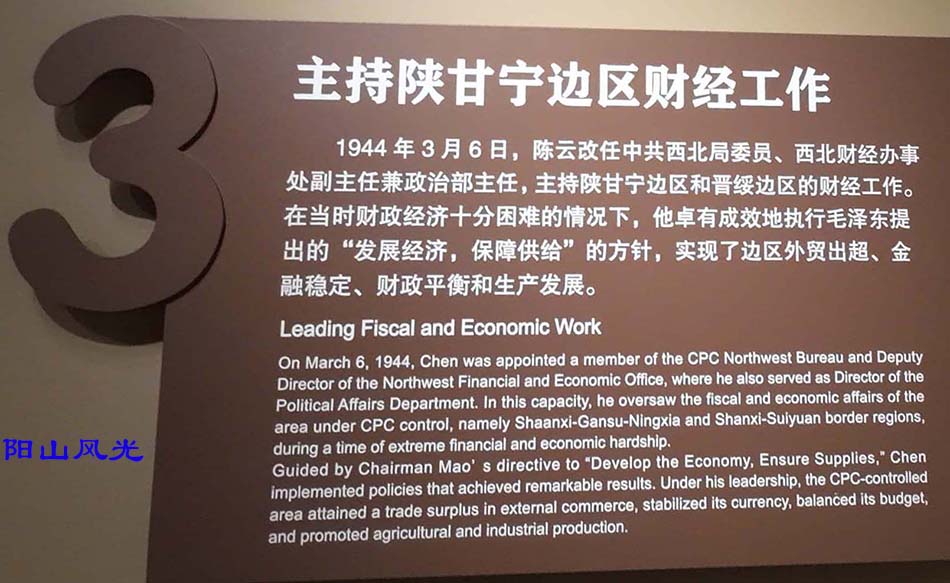 3
主持陕甘宁边区财经工作
1944 年 3 月 6 日，陈云改任中共西北局委员、西北财经办事
处副主任兼政治部主任，主持陕甘宁边区和晋绥边区的财经工作。
在当时财政经济十分困难的情况下，他卓有成效地执行毛泽东提
出的“发展经济，保障供给”的方针，实现了边区外贸出超、金
融稳定、财政平衡和生产发展。
Leading Fiscal and Economic Work
On March 6, 1944, Chen was appointed a member of the CPC Northwest Bureau and Deputy
Director of the Northwest Financial and Economic Office, where he also served as Director of the
Political Affairs Department. In this capacity, he oversaw the fiscal and economic affairs of the
area under CPC control, namely Shaanxi-Gansu-Ningxia and Shanxi-Suiyuan border regions,
during a time of extreme financial and economic hardship.
Guided by Chairman Mao' s directive to “Develop the Economy, Ensure Supplies,” Chen
implemented policies that achieved remarkable results. Under his leadership, the CPC-controlled
area attained a trade surplus in external commerce, stabilized its currency, balanced its budget,
and promoted agricultural and industrial production.
阳山风光